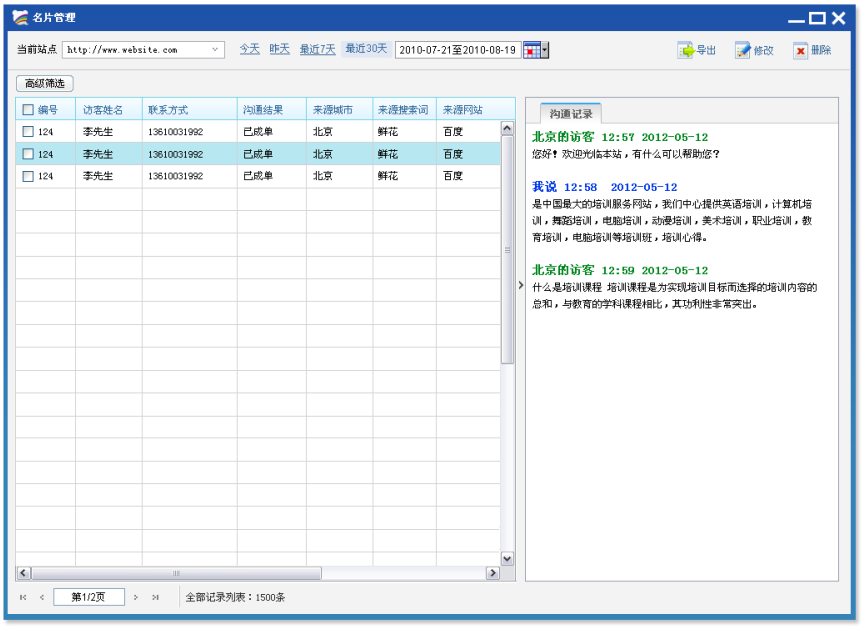 名片管理
当前站点 http://www.website.com 今天 昨天 最近7天 最近30天 2010-07-21至2010-08-19 导出 修改 删除
高级筛选
编号 访客姓名 联系方式 沟通结果 来源城市 来源搜索词 来源网站
124 李先生 13610031992 已成单 北京 鲜花 百度
124 李先生 13610031992 已成单 北京 鲜花 百度
124 李先生 13610031992 已成单 北京 鲜花 百度
沟通记录
北京的访客 12:57 2012-05-12
您好！欢迎光临本站，有什么可以帮助您？
我说 12:58 2012-05-12
是中国最大的培训服务网站，我们中心提供英语培训，计算机培
训，舞蹈培训，电脑培训，动漫培训，美术培训，职业培训，教
育培训，电脑培训等培训班，培训心得。
北京的访客 12:59 2012-05-12
什么是培训课程 培训课程是为实现培训目标而选择的培训内容的
总和，与教育的学科课程相比，其功利性非常突出。
第1/2页 全部记录列表：1500条